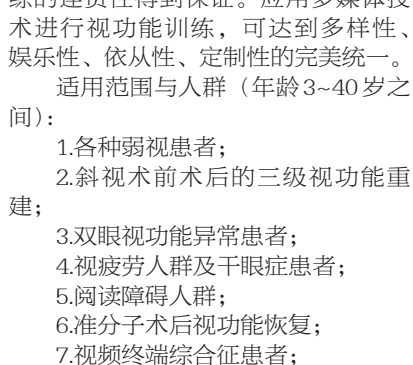 练的连贯性得到保证。应用多媒体技
术进行视功能训练，可达到多样性、
娱乐性、依从性、定制性的完美统一。
适用范围与人群（年龄3~40岁之
间）：
1.各种弱视患者；
2.斜视术前术后的三级视功能重
建；
3.双眼视功能异常患者；
4.视疲劳人群及干眼症患者；
5.阅读障碍人群；
6.准分子术后视功能恢复；
7.视频终端综合征患者；